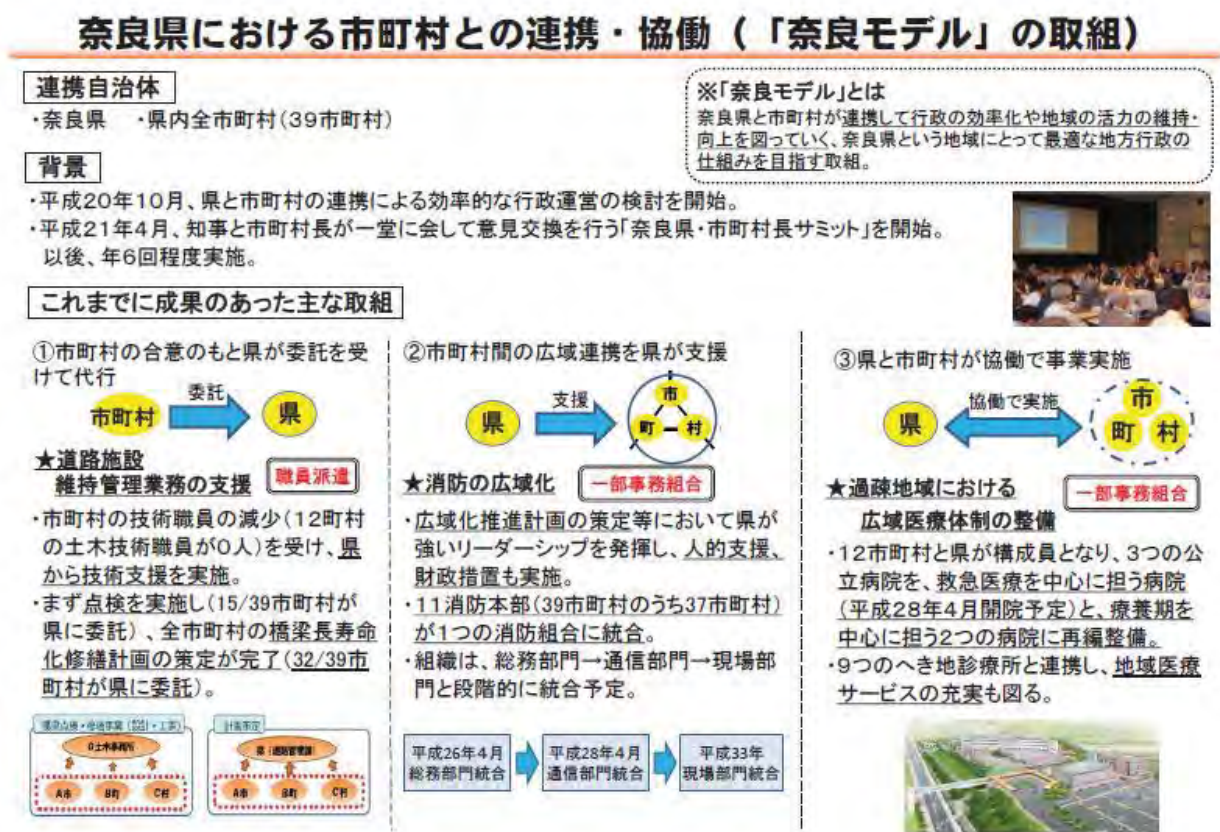 奈良県における市町村との連携・協働(「奈良モデル」の取組)
連携自治体
・奈良県　・県内全市町村(39市町村)
※「奈良モデル」とは
奈良県と市町村が連携して行政の効率化や地域の活力の維持・
向上を図っていく、奈良県という地域にとって最適な地方行政の
仕組みを目指す取組。
背景
・平成20年10月、県と市町村の連携による効率的な行政運営の検討を開始。
・平成21年4月、知事と市町村長が一堂に会して意見交換を行う「奈良県・市町村長サミット」を開始。
以後、年6回程度実施。
これまでに成果のあった主な取組
①市町村の合意のもと県が委託を受
けて代行
市町村
委託
県
★道路施設
維持管理業務の支援
職員派遣
・市町村の技術職員の減少(12町村
の土木技術職員が0人)を受け、県
から技術支援を実施。
・まず点検を実施し(15/39市町村が
県に委託)、全市町村の橋梁長寿命
化修繕計画の策定が完了(32/39市
町村が県に委託)。
A市
B町
C村
計画策定
A市
B町
C村
②市町村間の広域連携を県が支援
県
支援
市
町
村
★消防の広域化
一部事務組合
・広域化推進計画の策定等において県が
強いリーダーシップを発揮し、人的支援、
財政措置も実施。
・11消防本部(39市町村のうち37市町村)
が1つの消防組合に統合。
・組織は、総務部門→通信部門→現場部
門と段階的に統合予定。
平成26年4月
総務部門統合
平成28年4月
通信部門統合
平成33年
現場部門統合
③県と市町村が協働で事業実施
県
協働で実施
市
町
村
★過疎地域における
広域医療体制の整備
一部事務組合
・12市町村と県が構成員となり、3つの公
立病院を、救急医療を中心に担う病院
(平成28年4月開院予定)と、療養期を
中心に担う2つの病院に再編整備。
・9つのへき地診療所と連携し、地域医療
サービスの充実も図る。